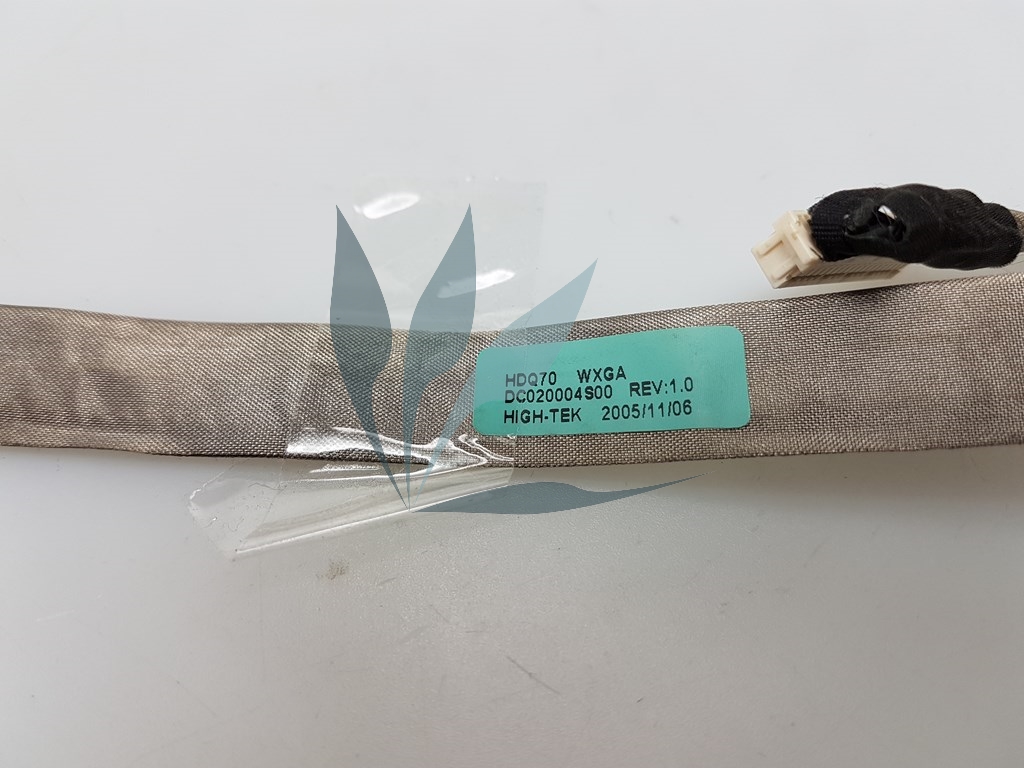 HDQ70 WXGA
DC020004S00 REV:1.0
HIGH-TEK 2005/11/06